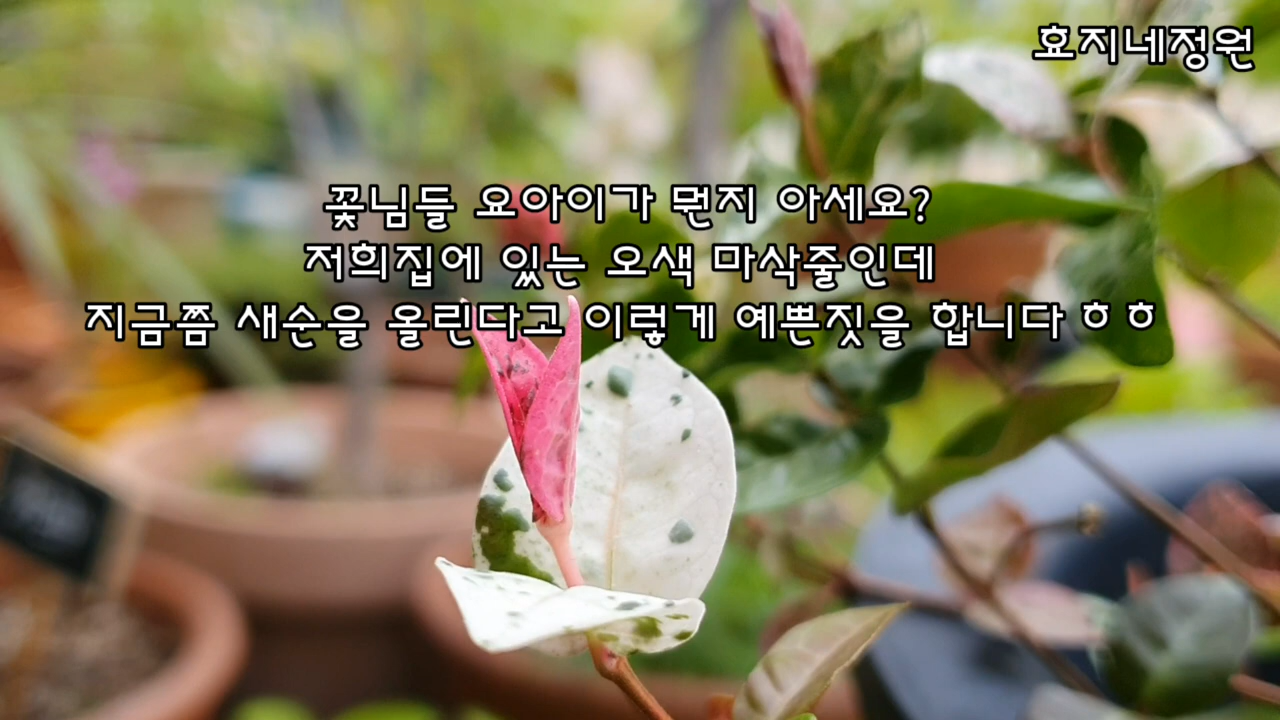 효지네정원
꽃님들 요아이가 뭔지 아세요?
저희집에 있는 오색 마삭줄인데
지금쯤 새순을 올린다고 이렇게 예쁜짓을 합니다 ㅎㅎ